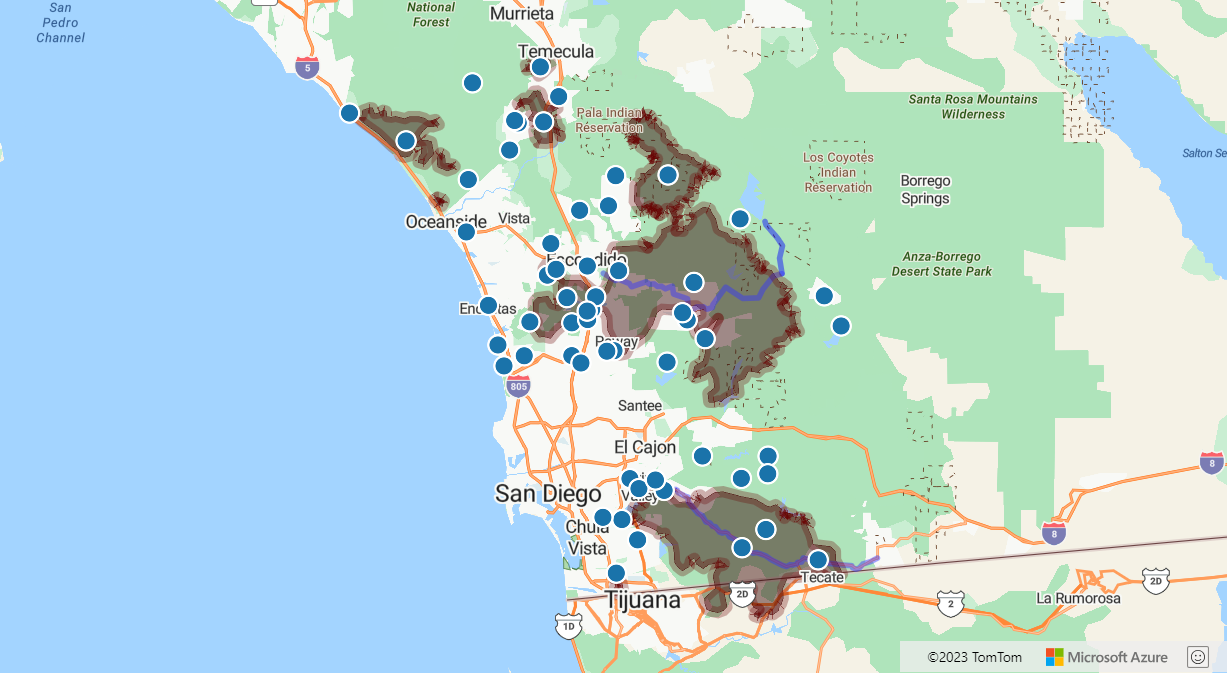 San
Pedro
Channel
National
Forest
Murrieta
Temecula
5
Pala Indian
Reservation
Santa Rosa Mountains
Wilderness
Salton Se
Los Coyotes
Indian
Reservation
Borrego
Springs
Oceanside
Vista
Anza-Borrego
Desert State Park
Escondido
Poway
805
Santee
El Cajon
8
San Diego
Valley
Chula
Vista
8
Tecate
2D
Tijuana
2
La Rumorosa
2D
1D
©2023 TomTom
Microsoft Azure